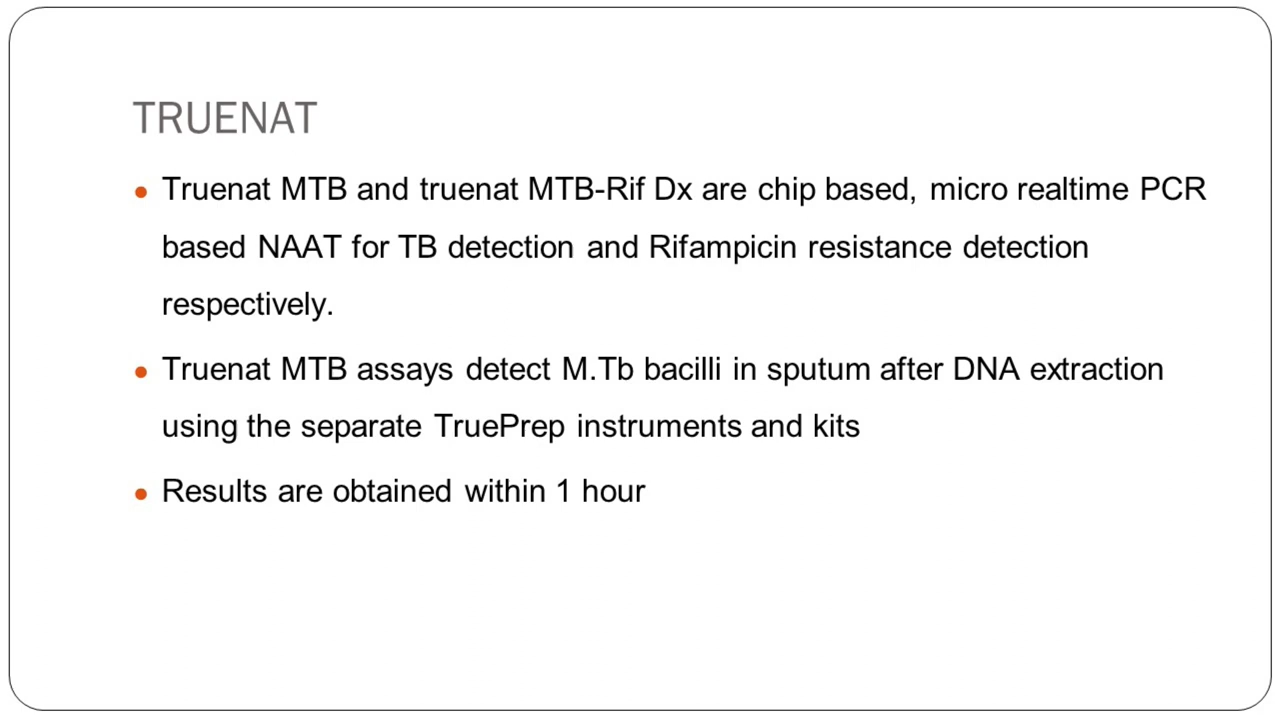 TRUENAT
• Truenat MTB and truenat MTB-Rif Dx are chip based, micro realtime PCR
based NAAT for TB detection and Rifampicin resistance detection
respectively.
• Truenat MTB assays detect M.Tb bacilli in sputum after DNA extraction
using the separate TruePrep instruments and kits
• Results are obtained within 1 hour